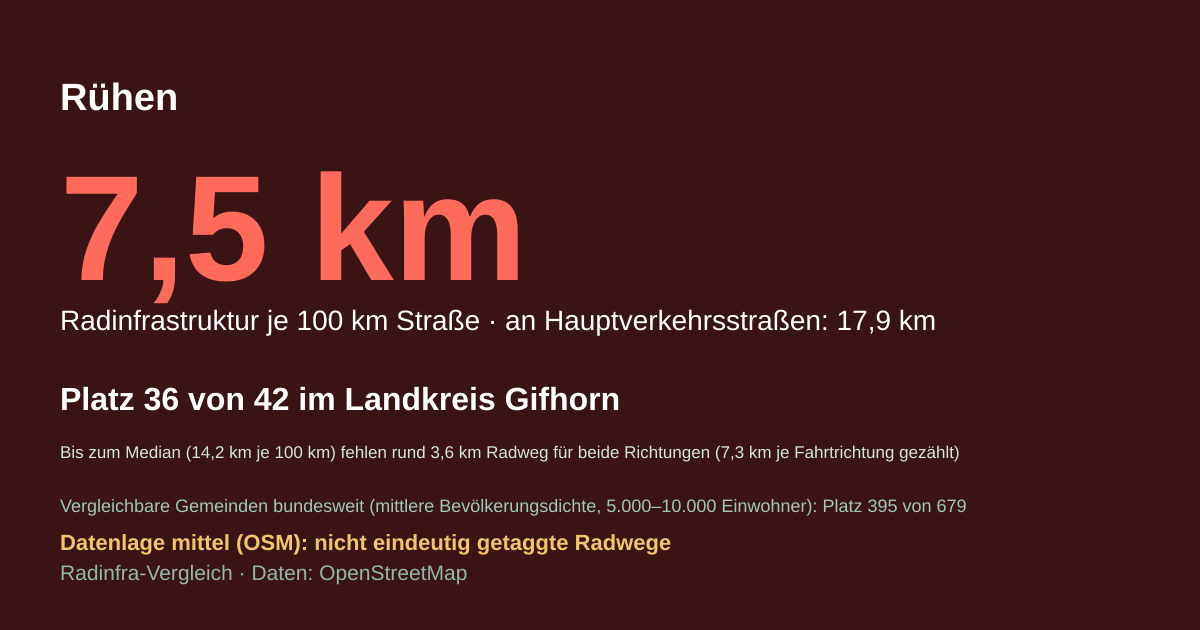 Rühen
7,5 km
Radinfrastruktur je 100 km Straße · an Hauptverkehrsstraßen: 17,9 km
Platz 36 von 42 im Landkreis Gifhorn
Bis zum Median (14,2 km je 100 km) fehlen rund 3,6 km Radweg für beide Richtungen (7,3 km je Fahrtrichtung gezählt)
Vergleichbare Gemeinden bundesweit (mittlere Bevölkerungsdichte, 5.000–10.000 Einwohner): Platz 395 von 679
Datenlage mittel (OSM): nicht eindeutig getaggte Radwege
Radinfra-Vergleich · Daten: OpenStreetMap